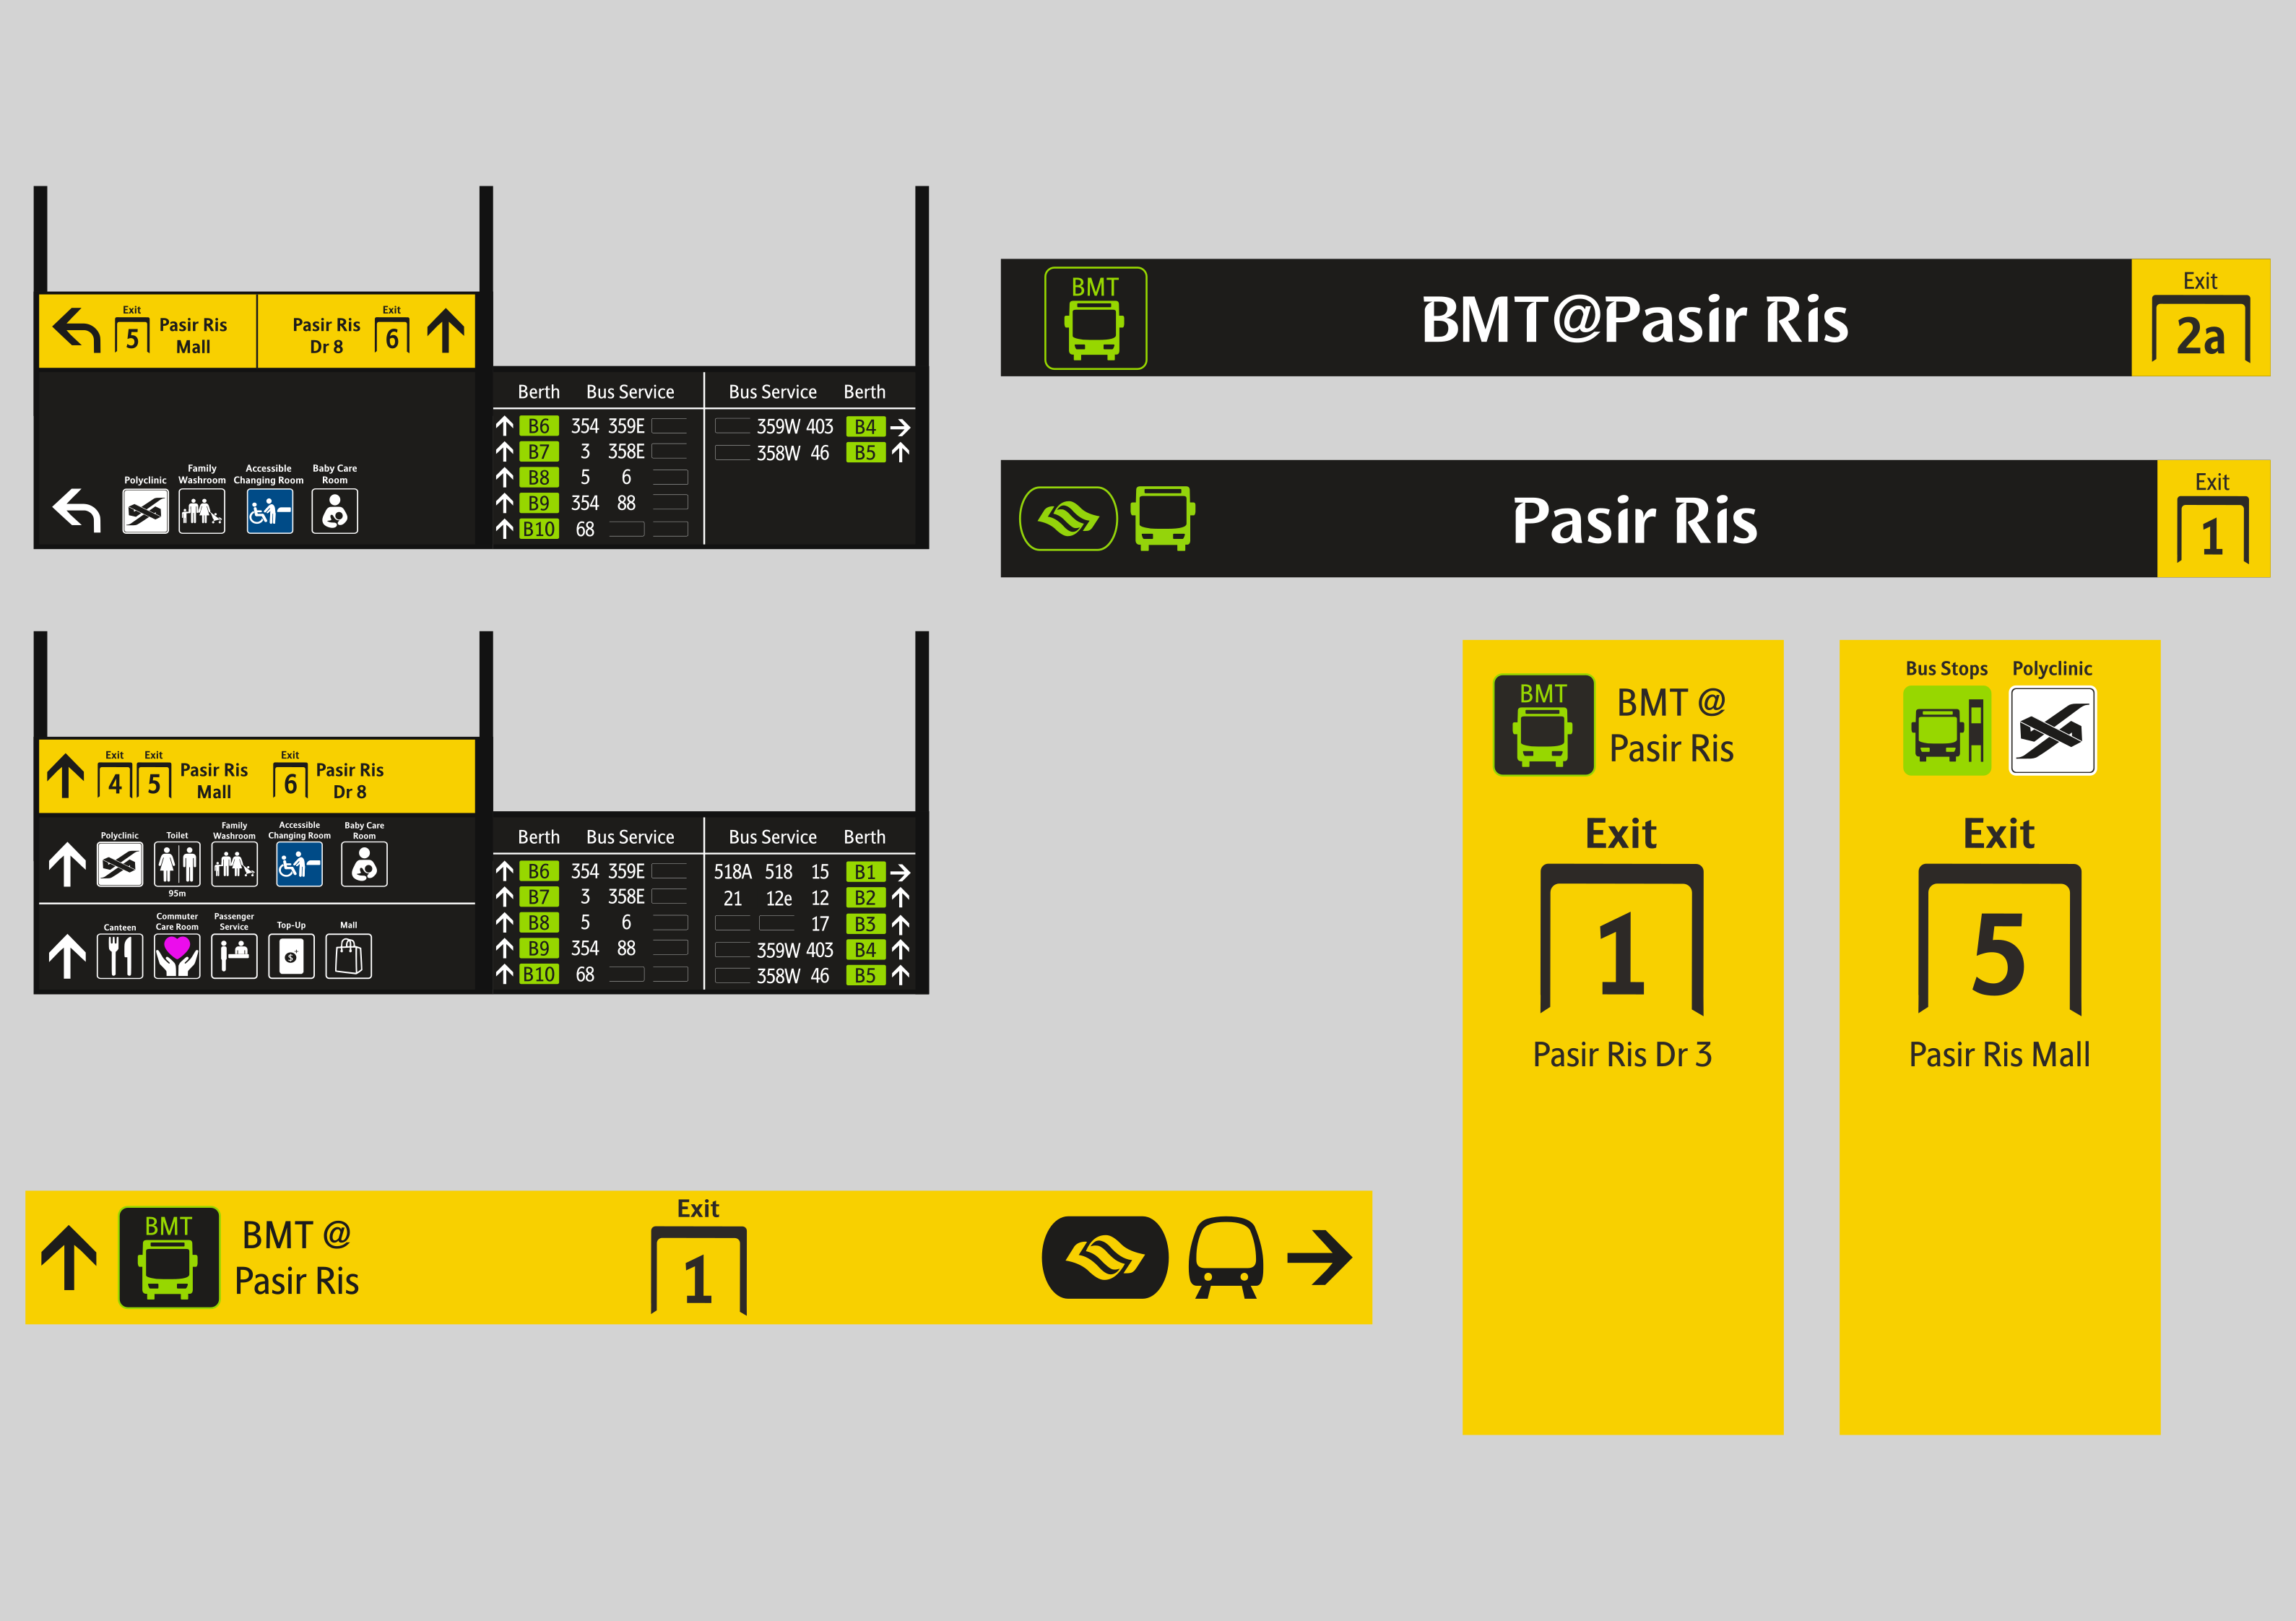 Exit
5
Pasir Ris
Mall
Pasir Ris
Dr 8
Exit
6
Polyclinic
Family
Washroom
Accessible
Changing Room
Baby Care
Room
Berth Bus Service Bus Service Berth
B6 354 359E 359W 403 B4
B7 3 358E 358W 46 B5
B8 5 6
B9 354 88
B10 68
BMT
BMT@Pasir Ris
Exit
2a
Pasir Ris
Exit
1
Exit
4
Exit
5
Pasir Ris
Mall
Exit
6
Pasir Ris
Dr 8
Polyclinic
Toilet
95m
Family
Washroom
Accessible
Changing Room
Baby Care
Room
Canteen
Commuter
Care Room
Passenger
Service
Top-Up
$
Mall
Berth Bus Service Bus Service Berth
B6 354 359E 518A 518 15 B1
B7 3 358E 21 12e 12 B2
B8 5 6 17 B3
B9 354 88 359W 403 B4
B10 68 358W 46 B5
BMT
BMT @
Pasir Ris
Exit
1
Pasir Ris Dr 3
Bus Stops
Polyclinic
Exit
5
Pasir Ris Mall
BMT
BMT @
Pasir Ris
Exit
1